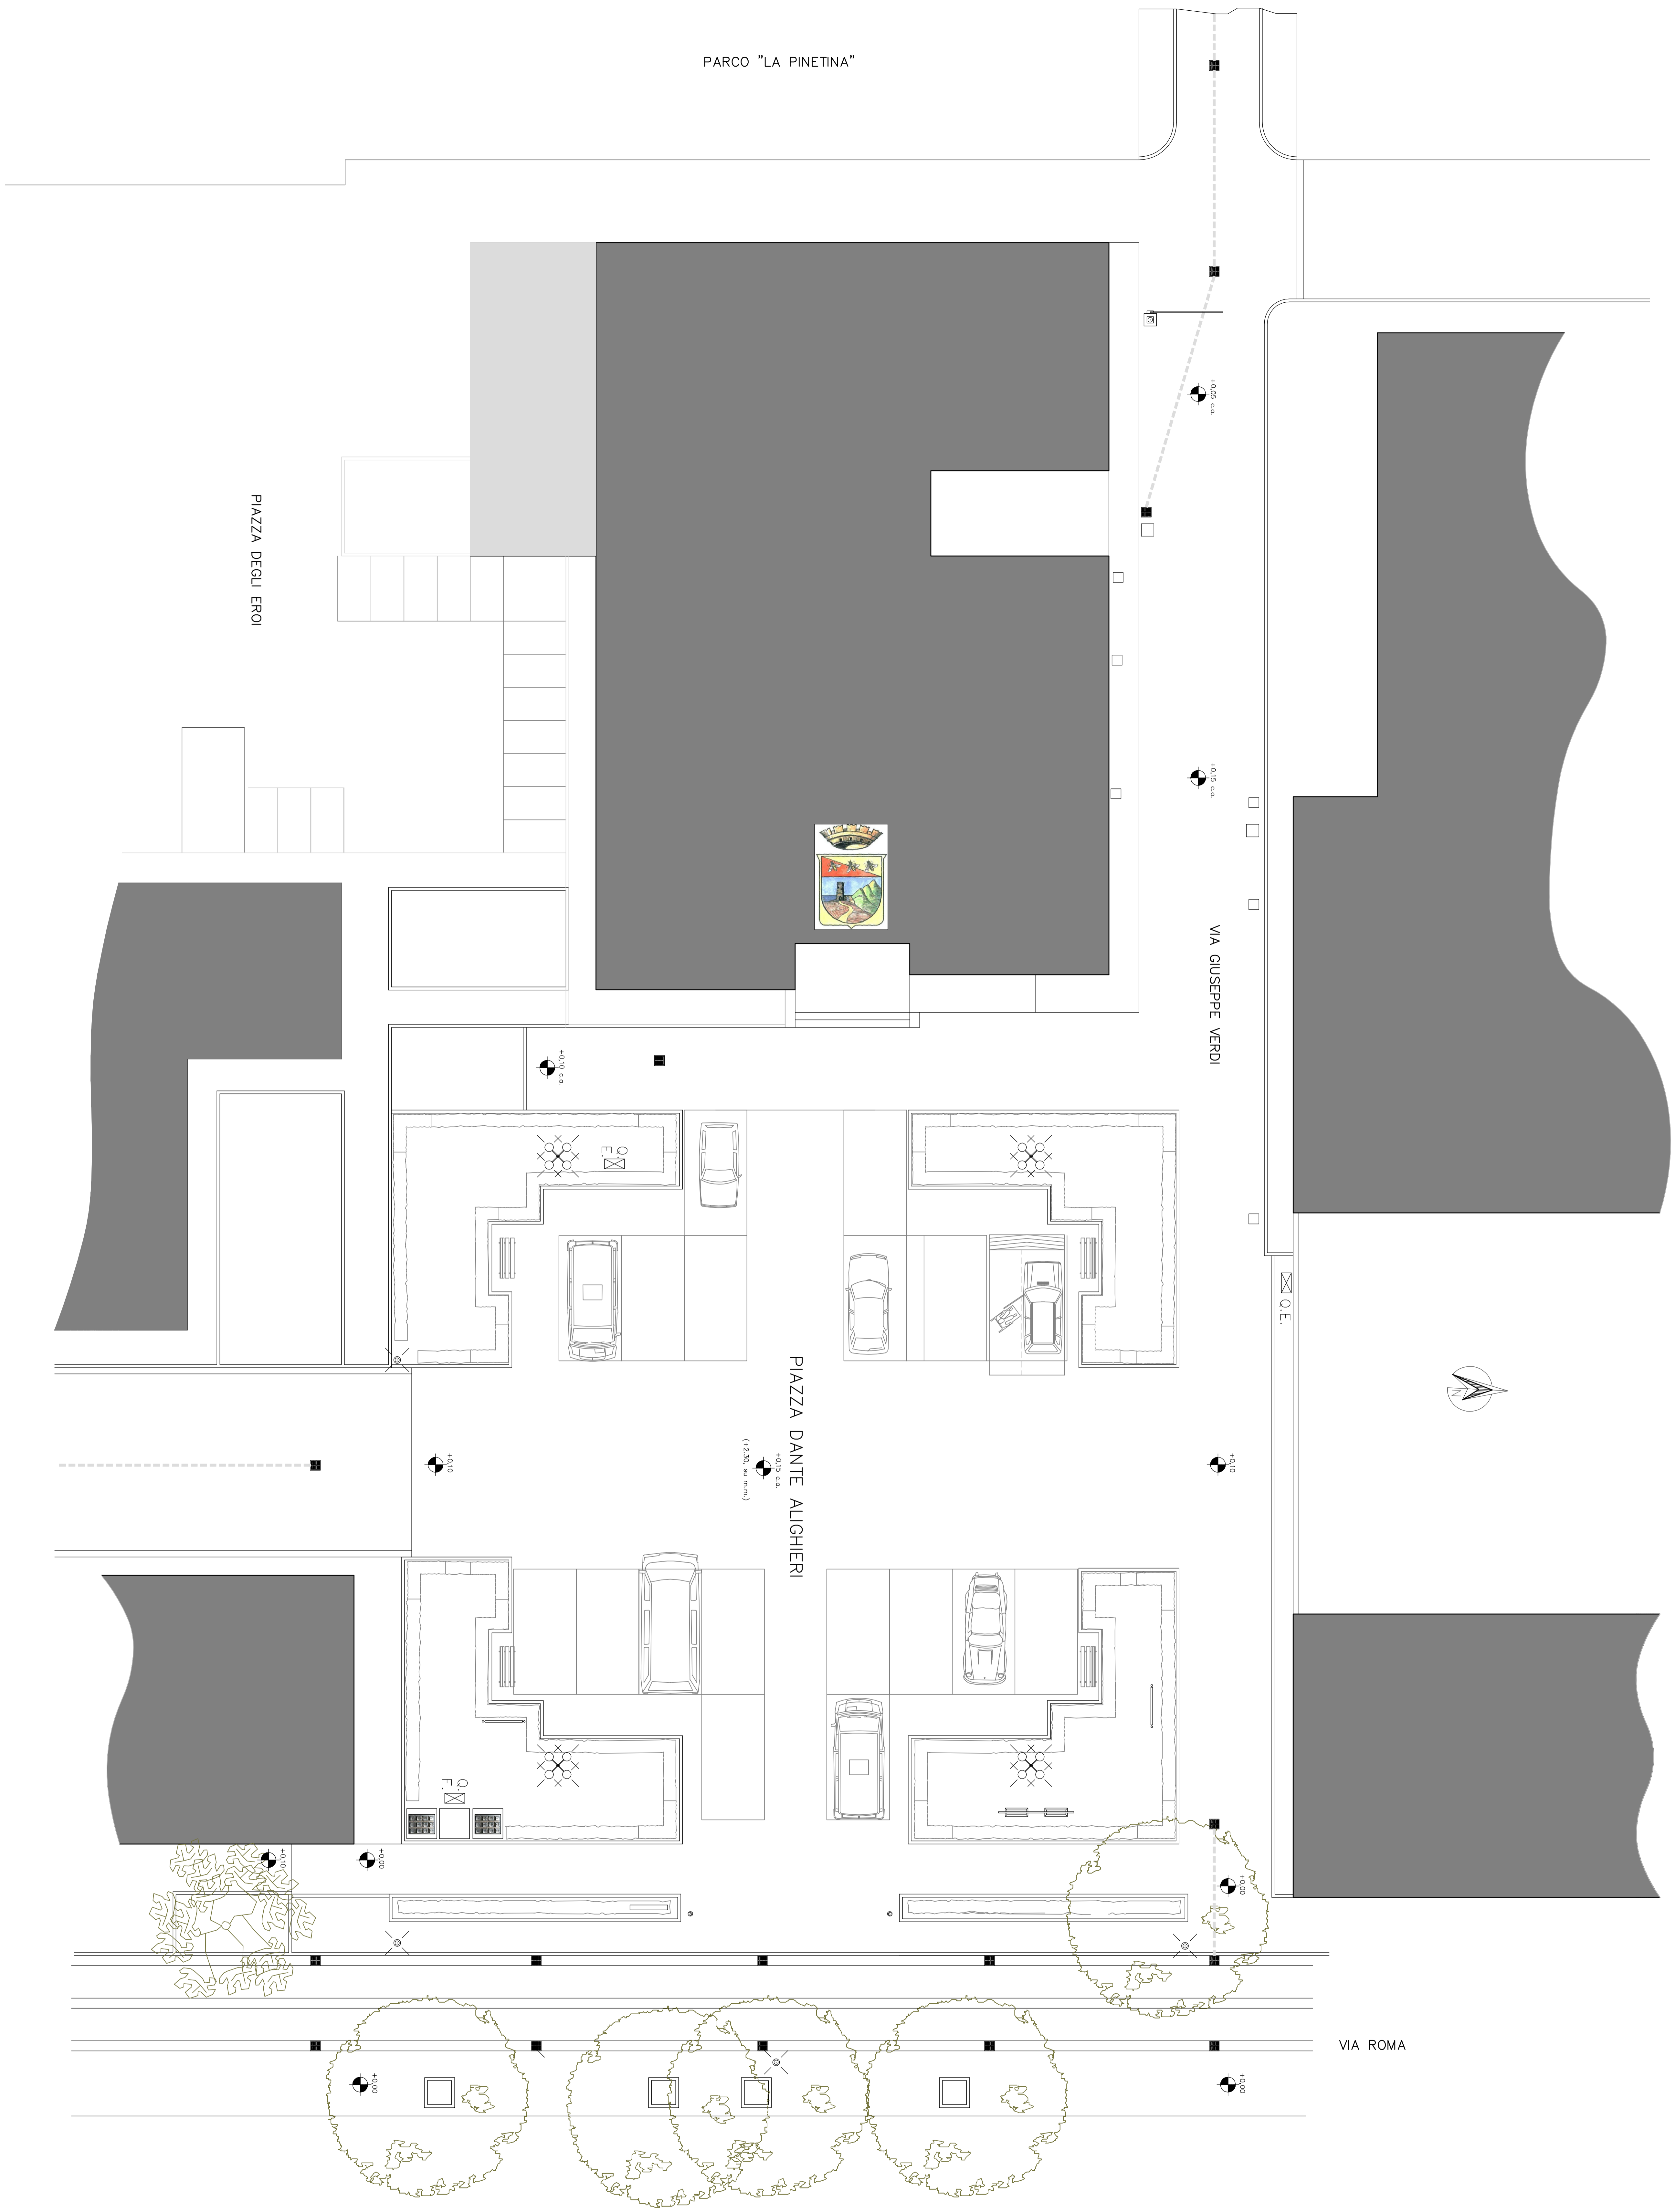 PARCO "LA PINETINA"
+0,05 c.a.
PIAZZA DEGLI EROI
+0,15 c.a.
VIA GIUSEPPE VERDI
+0,10 c.a.
Q.
E.
Q.E.
N
PIAZZA DANTE ALIGHIERI
+0,10
+0,15 c.a.
(+2.30, su m.m.)
+0,10
Q.
E.
+0,10
+0,00
+0,00
VIA ROMA
+0,00
+0,00